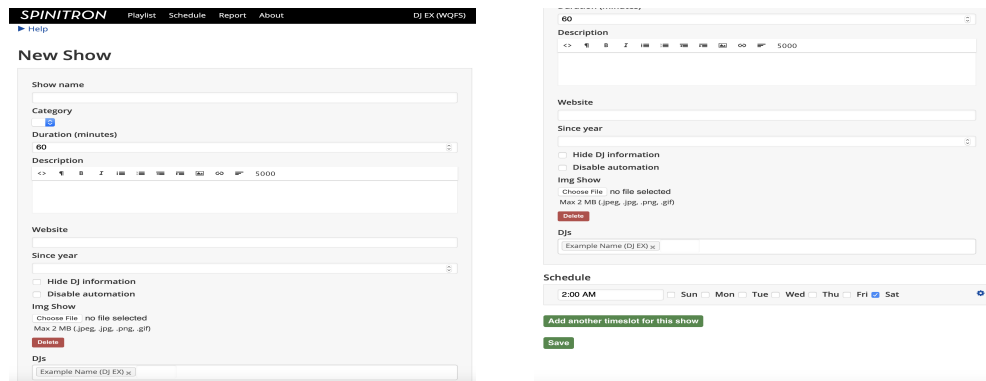 SPINITRON Playlist Schedule Report About DJ EX (WQFS)
▶ Help
New Show
Show name
Category
Duration (minutes)
60
Description
<> ¶ B I 5000
Website
Since year
Hide DJ information
Disable automation
Img Show
Choose File no file selected
Max 2 MB (.jpeg, .jpg, .png, .gif)
Delete
DJs
Example Name (DJ EX) ×
Duration (minutes)
60
Description
<> ¶ B I 5000
Website
Since year
Hide DJ information
Disable automation
Img Show
Choose File no file selected
Max 2 MB (.jpeg, .jpg, .png, .gif)
Delete
DJs
Example Name (DJ EX) ×
Schedule
2:00 AM Sun Mon Tue Wed Thu Fri Sat
Add another timeslot for this show
Save